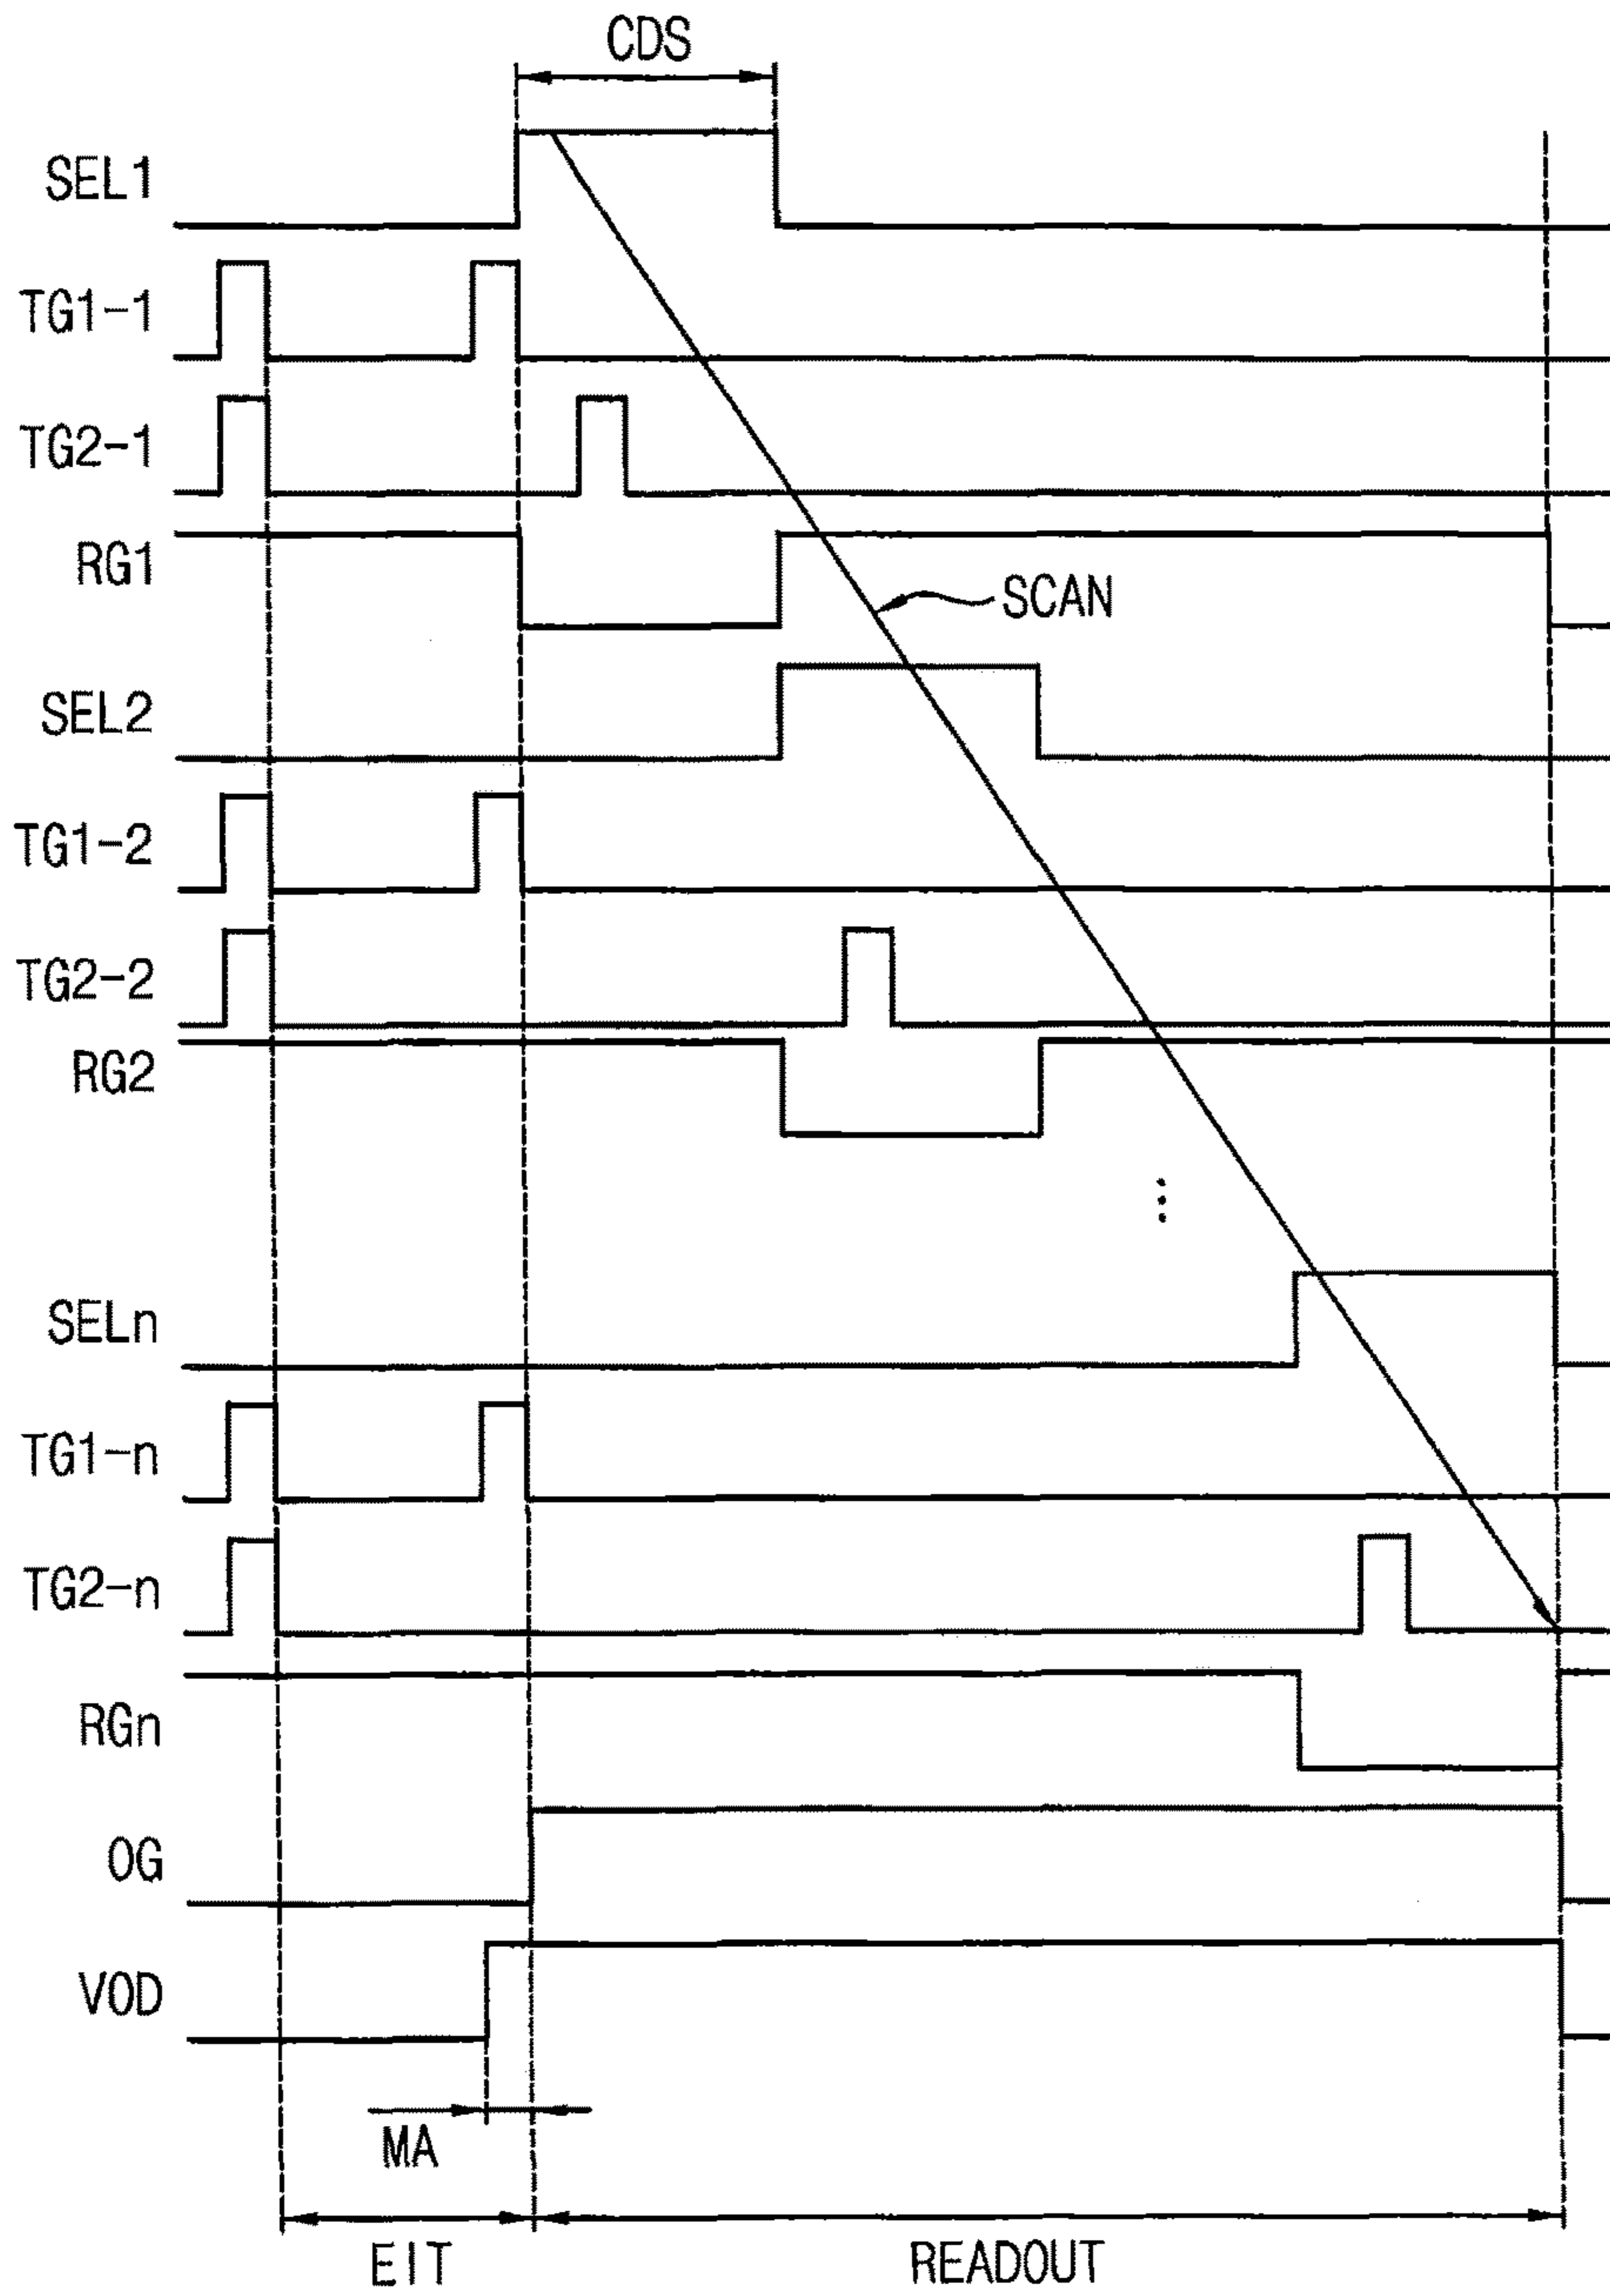 CDS
SEL1
TG1-1
TG2-1
RG1
SCAN
SEL2
TG1-2
TG2-2
RG2
SELn
TG1-n
TG2-n
RGn
OG
VOD
MA
EIT
READOUT